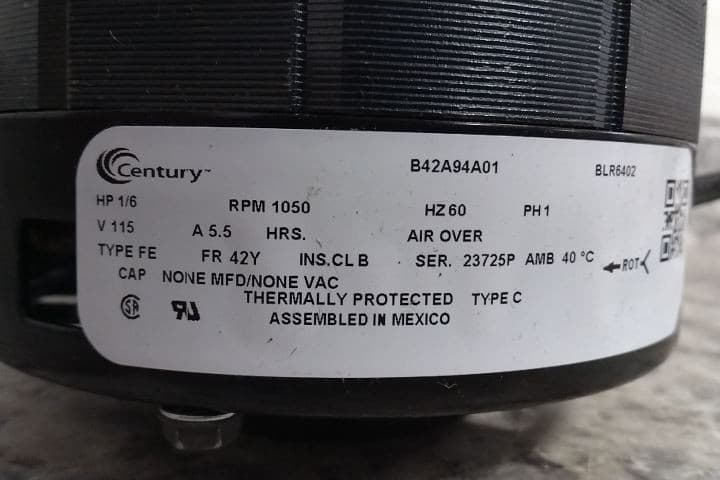 Century™ B42A94A01 BLR6402
HP 1/6 RPM 1050 HZ 60 PH 1
V 115 A 5.5 HRS. AIR OVER
TYPE FE FR 42Y INS.CL B SER. 23725P AMB 40 °C ROT
CAP NONE MFD/NONE VAC
THERMALLY PROTECTED TYPE C
ASSEMBLED IN MEXICO